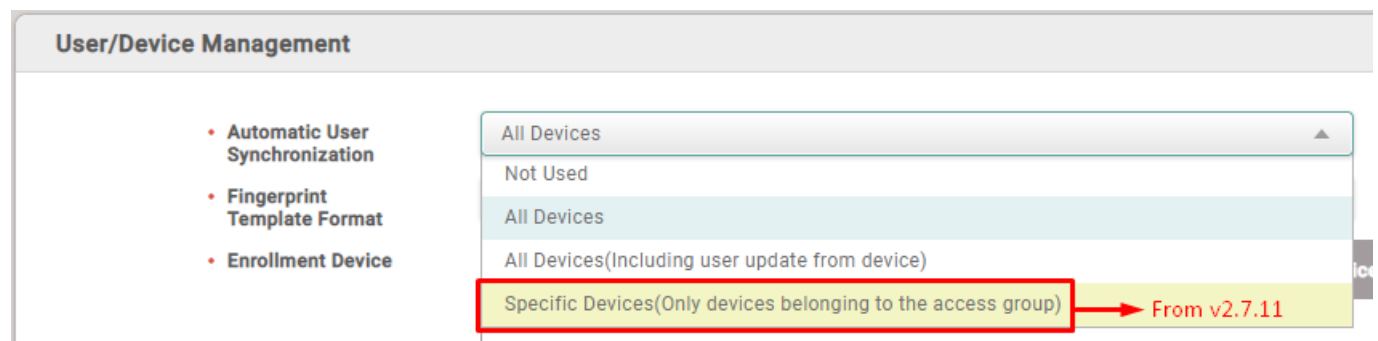 User/Device Management
• Automatic User
Synchronization
All Devices
Not Used
• Fingerprint
Template Format
All Devices
• Enrollment Device
All Devices(Including user update from device)
Specific Devices(Only devices belonging to the access group)
From v2.7.11